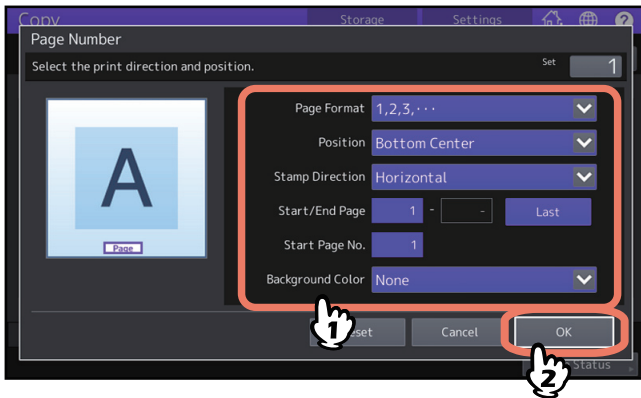 Copy Storage Settings
Page Number
Select the print direction and position. Set 1
Page Format 1,2,3,···
Position Bottom Center
A
Stamp Direction Horizontal
Start/End Page 1 - - Last
Page
Start Page No. 1
Background Color None
1
Cancel OK
2
Status